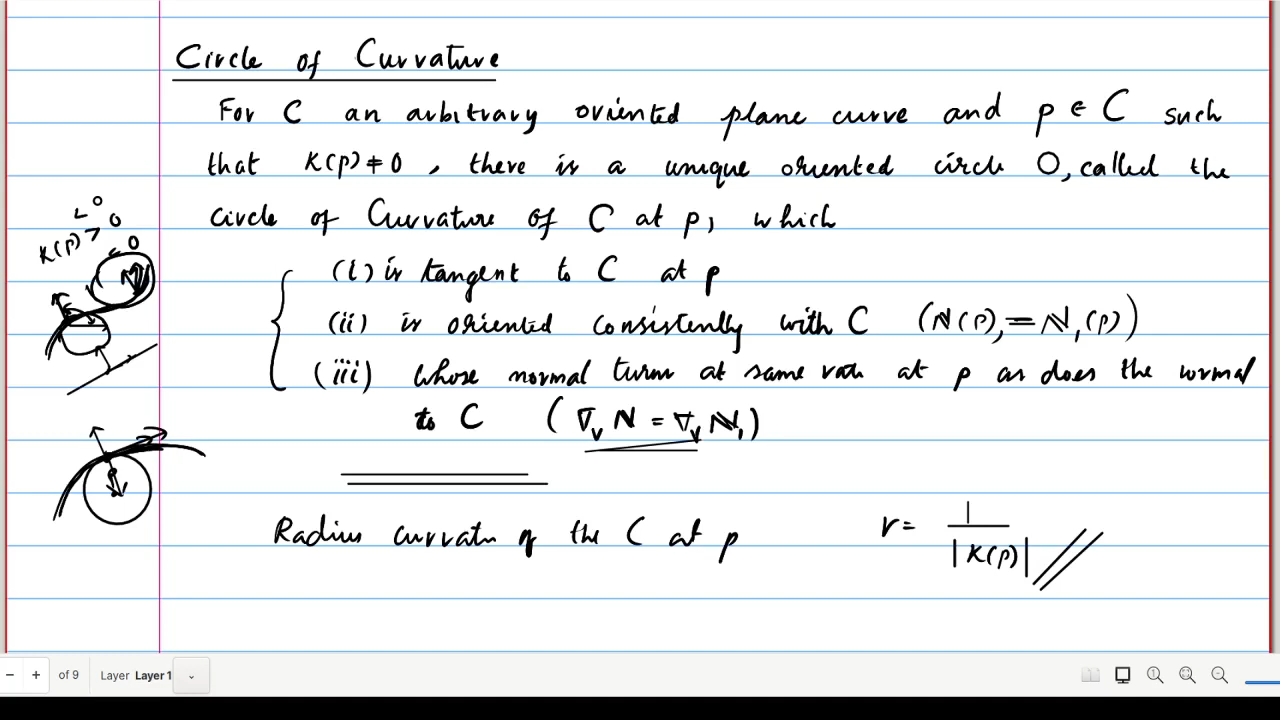 Circle of Curvature
For C an arbitrary oriented plane curve and p ∈ C such
that K(p) ≠ 0, there is a unique oriented circle O, called the
circle of Curvature of C at p, which
(i) is tangent to C at p
(ii) is oriented consistently with C (N(p) = N₁(p))
(iii) whose normal turns at same rate at p as does the normal
to C (∇ᵥ N = ∇ᵥ N₁)
Radius curvatu of the C at p r = 1/|K(p)|
< 0
K(p) > 0
< 0
− + of 9 Layer Layer 1